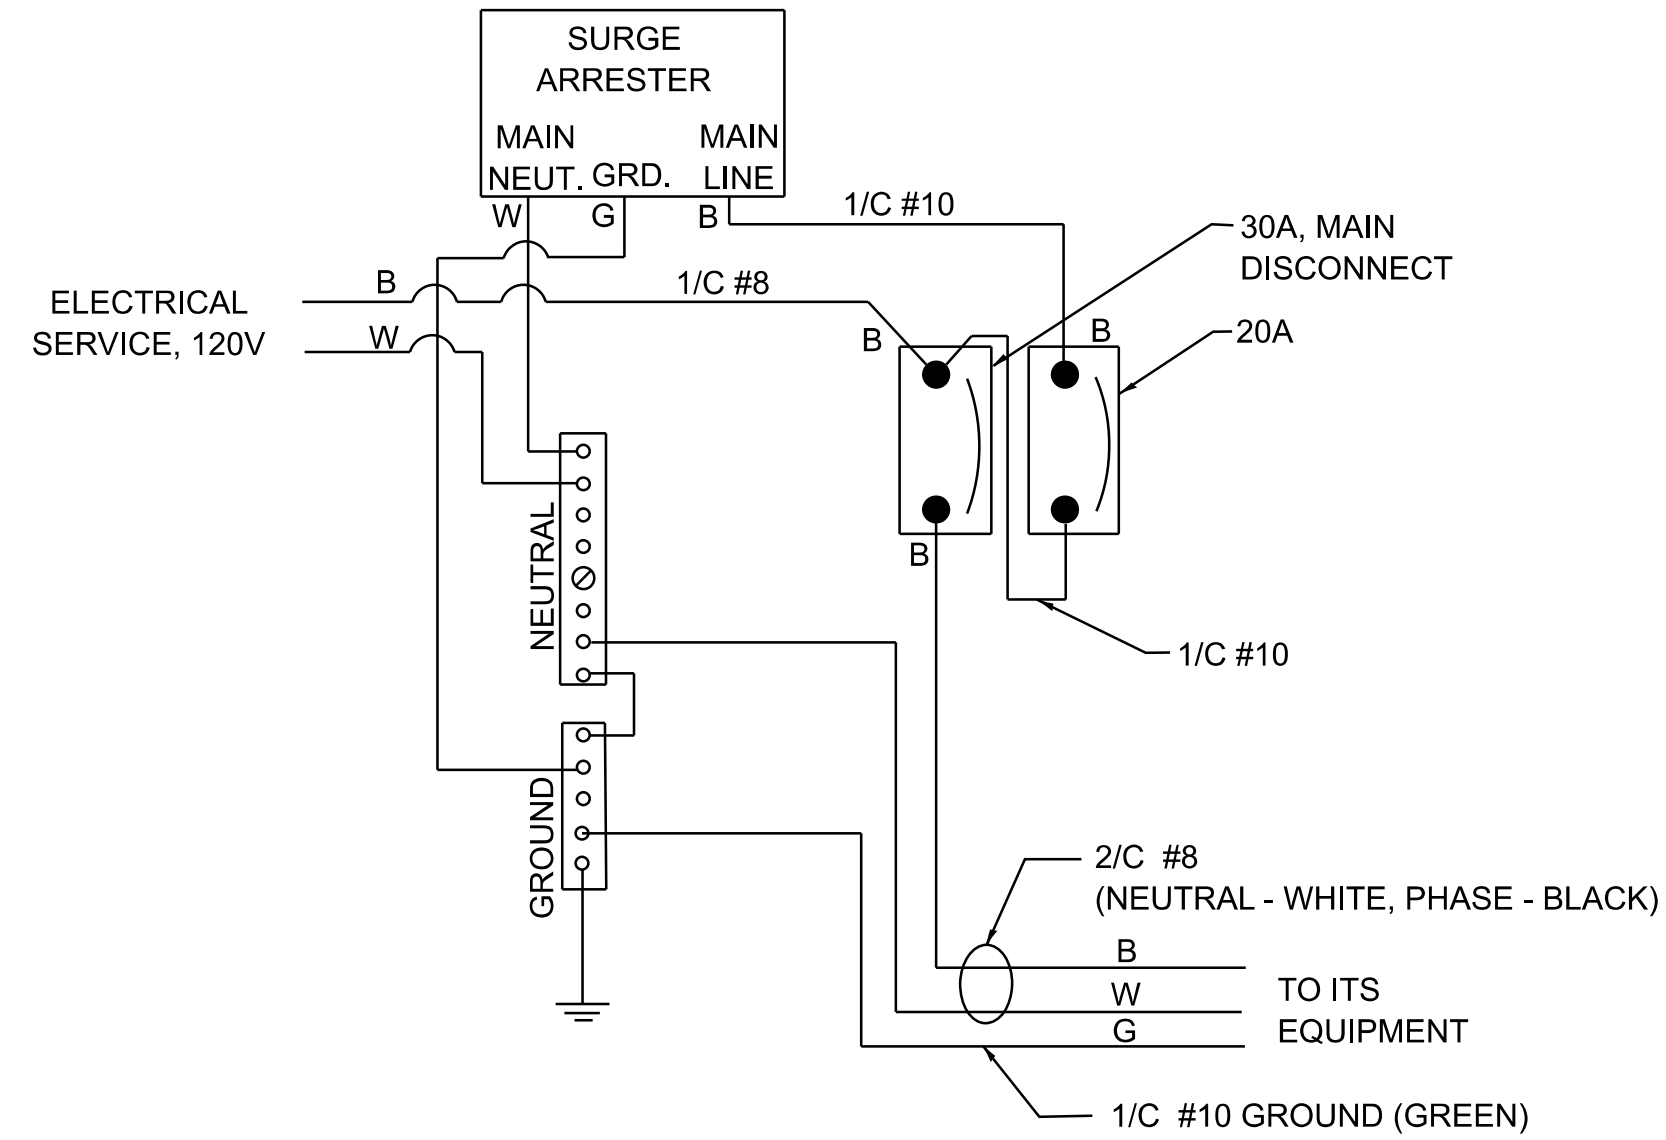 SURGE
ARRESTER
MAIN
NEUT.
GRD.
MAIN
LINE
W
G
B
1/C #10
30A, MAIN
DISCONNECT
B
1/C #8
ELECTRICAL
SERVICE, 120V
W
B
B
20A
NEUTRAL
B
1/C #10
GROUND
2/C #8
(NEUTRAL - WHITE, PHASE - BLACK)
B
W
G
TO ITS
EQUIPMENT
1/C #10 GROUND (GREEN)